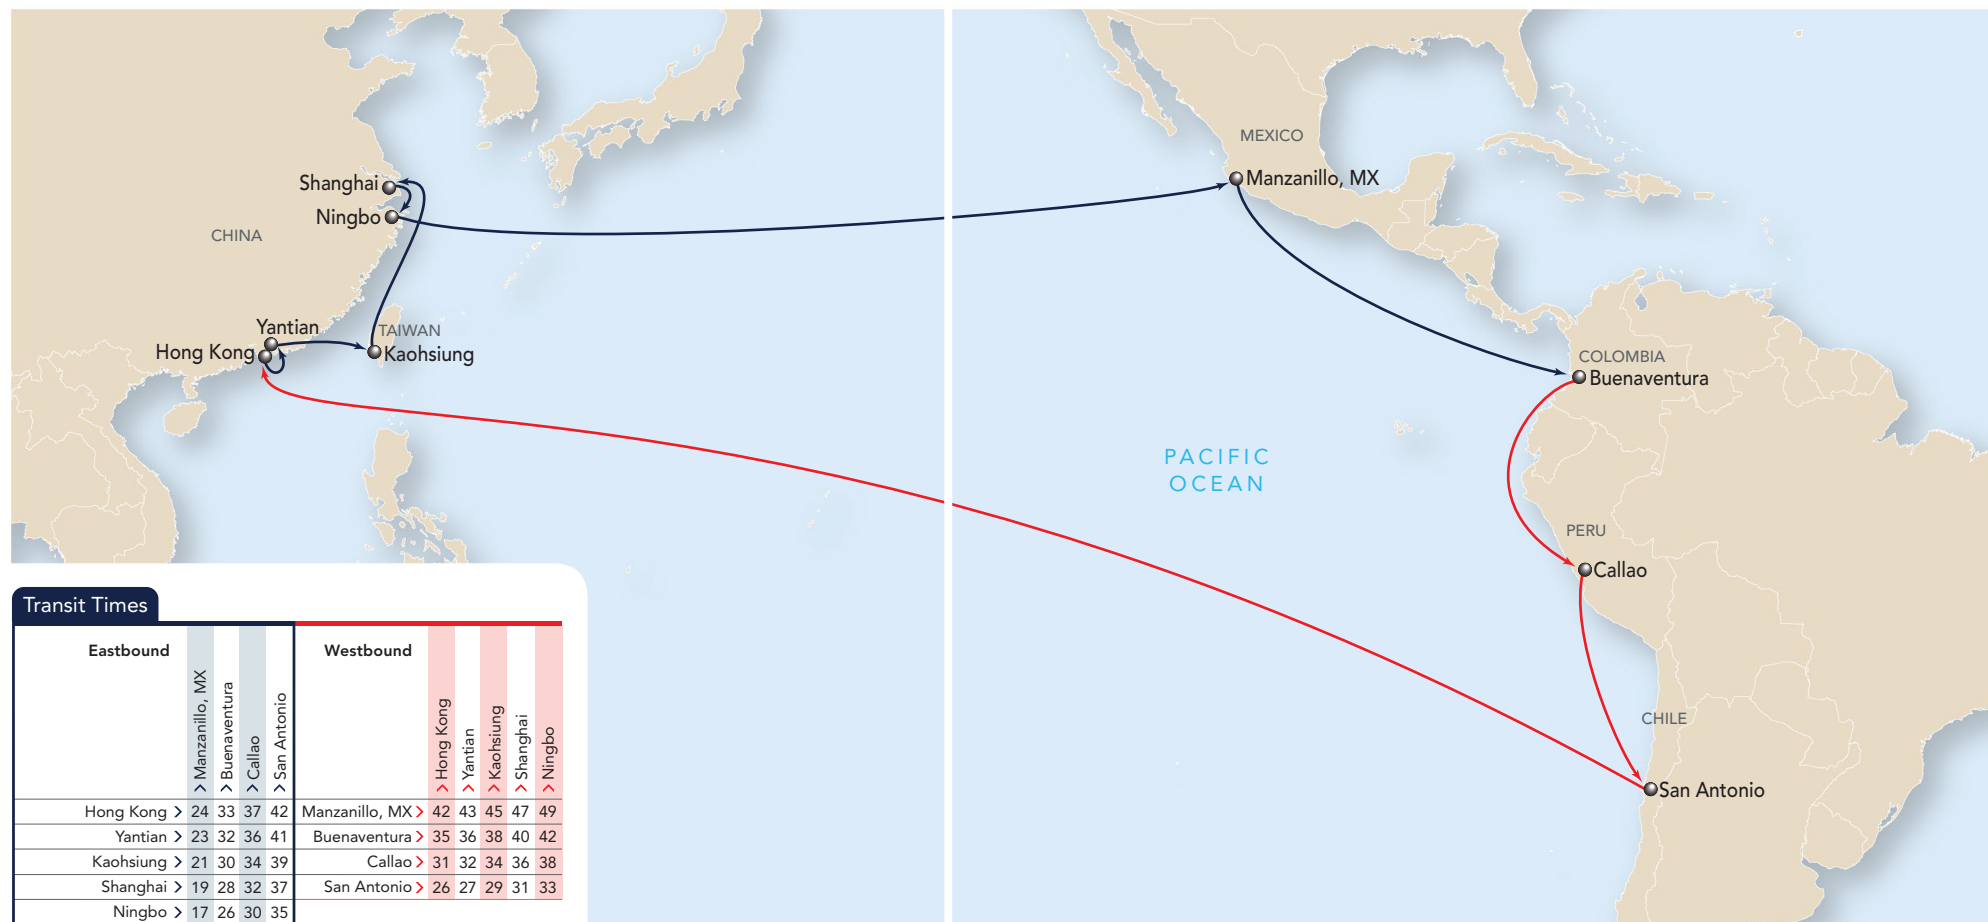 Shanghai
Ningbo
CHINA
Yantian
Hong Kong
TAIWAN
Kaohsiung
MEXICO
Manzanillo, MX
COLOMBIA
Buenaventura
PACIFIC
OCEAN
PERU
Callao
CHILE
San Antonio
Transit Times
Eastbound
> Manzanillo, MX
> Buenaventura
> Callao
> San Antonio
Westbound
> Hong Kong
> Yantian
> Kaohsiung
> Shanghai
> Ningbo
Hong Kong > 24 33 37 42 Manzanillo, MX > 42 43 45 47 49
Yantian > 23 32 36 41 Buenaventura > 35 36 38 40 42
Kaohsiung > 21 30 34 39 Callao > 31 32 34 36 38
Shanghai > 19 28 32 37 San Antonio > 26 27 29 31 33
Ningbo > 17 26 30 35